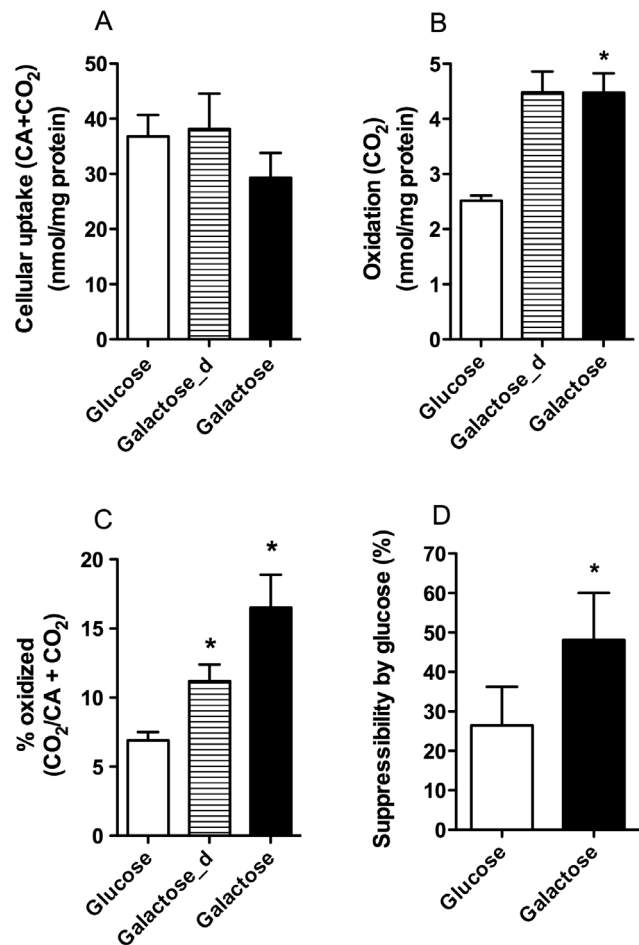 A
Cellular uptake (CA+CO2)
(nmol/mg protein)
50
40
30
20
10
0
Glucose
Galactose_d
Galactose
B
Oxidation (CO2)
(nmol/mg protein)
5
4
3
2
1
0
*
Glucose
Galactose_d
Galactose
C
% oxidized
(CO2/CA + CO2)
20
15
10
5
0
*
*
Glucose
Galactose_d
Galactose
D
Suppressibility by glucose (%)
70
60
50
40
30
20
10
0
*
Glucose
Galactose